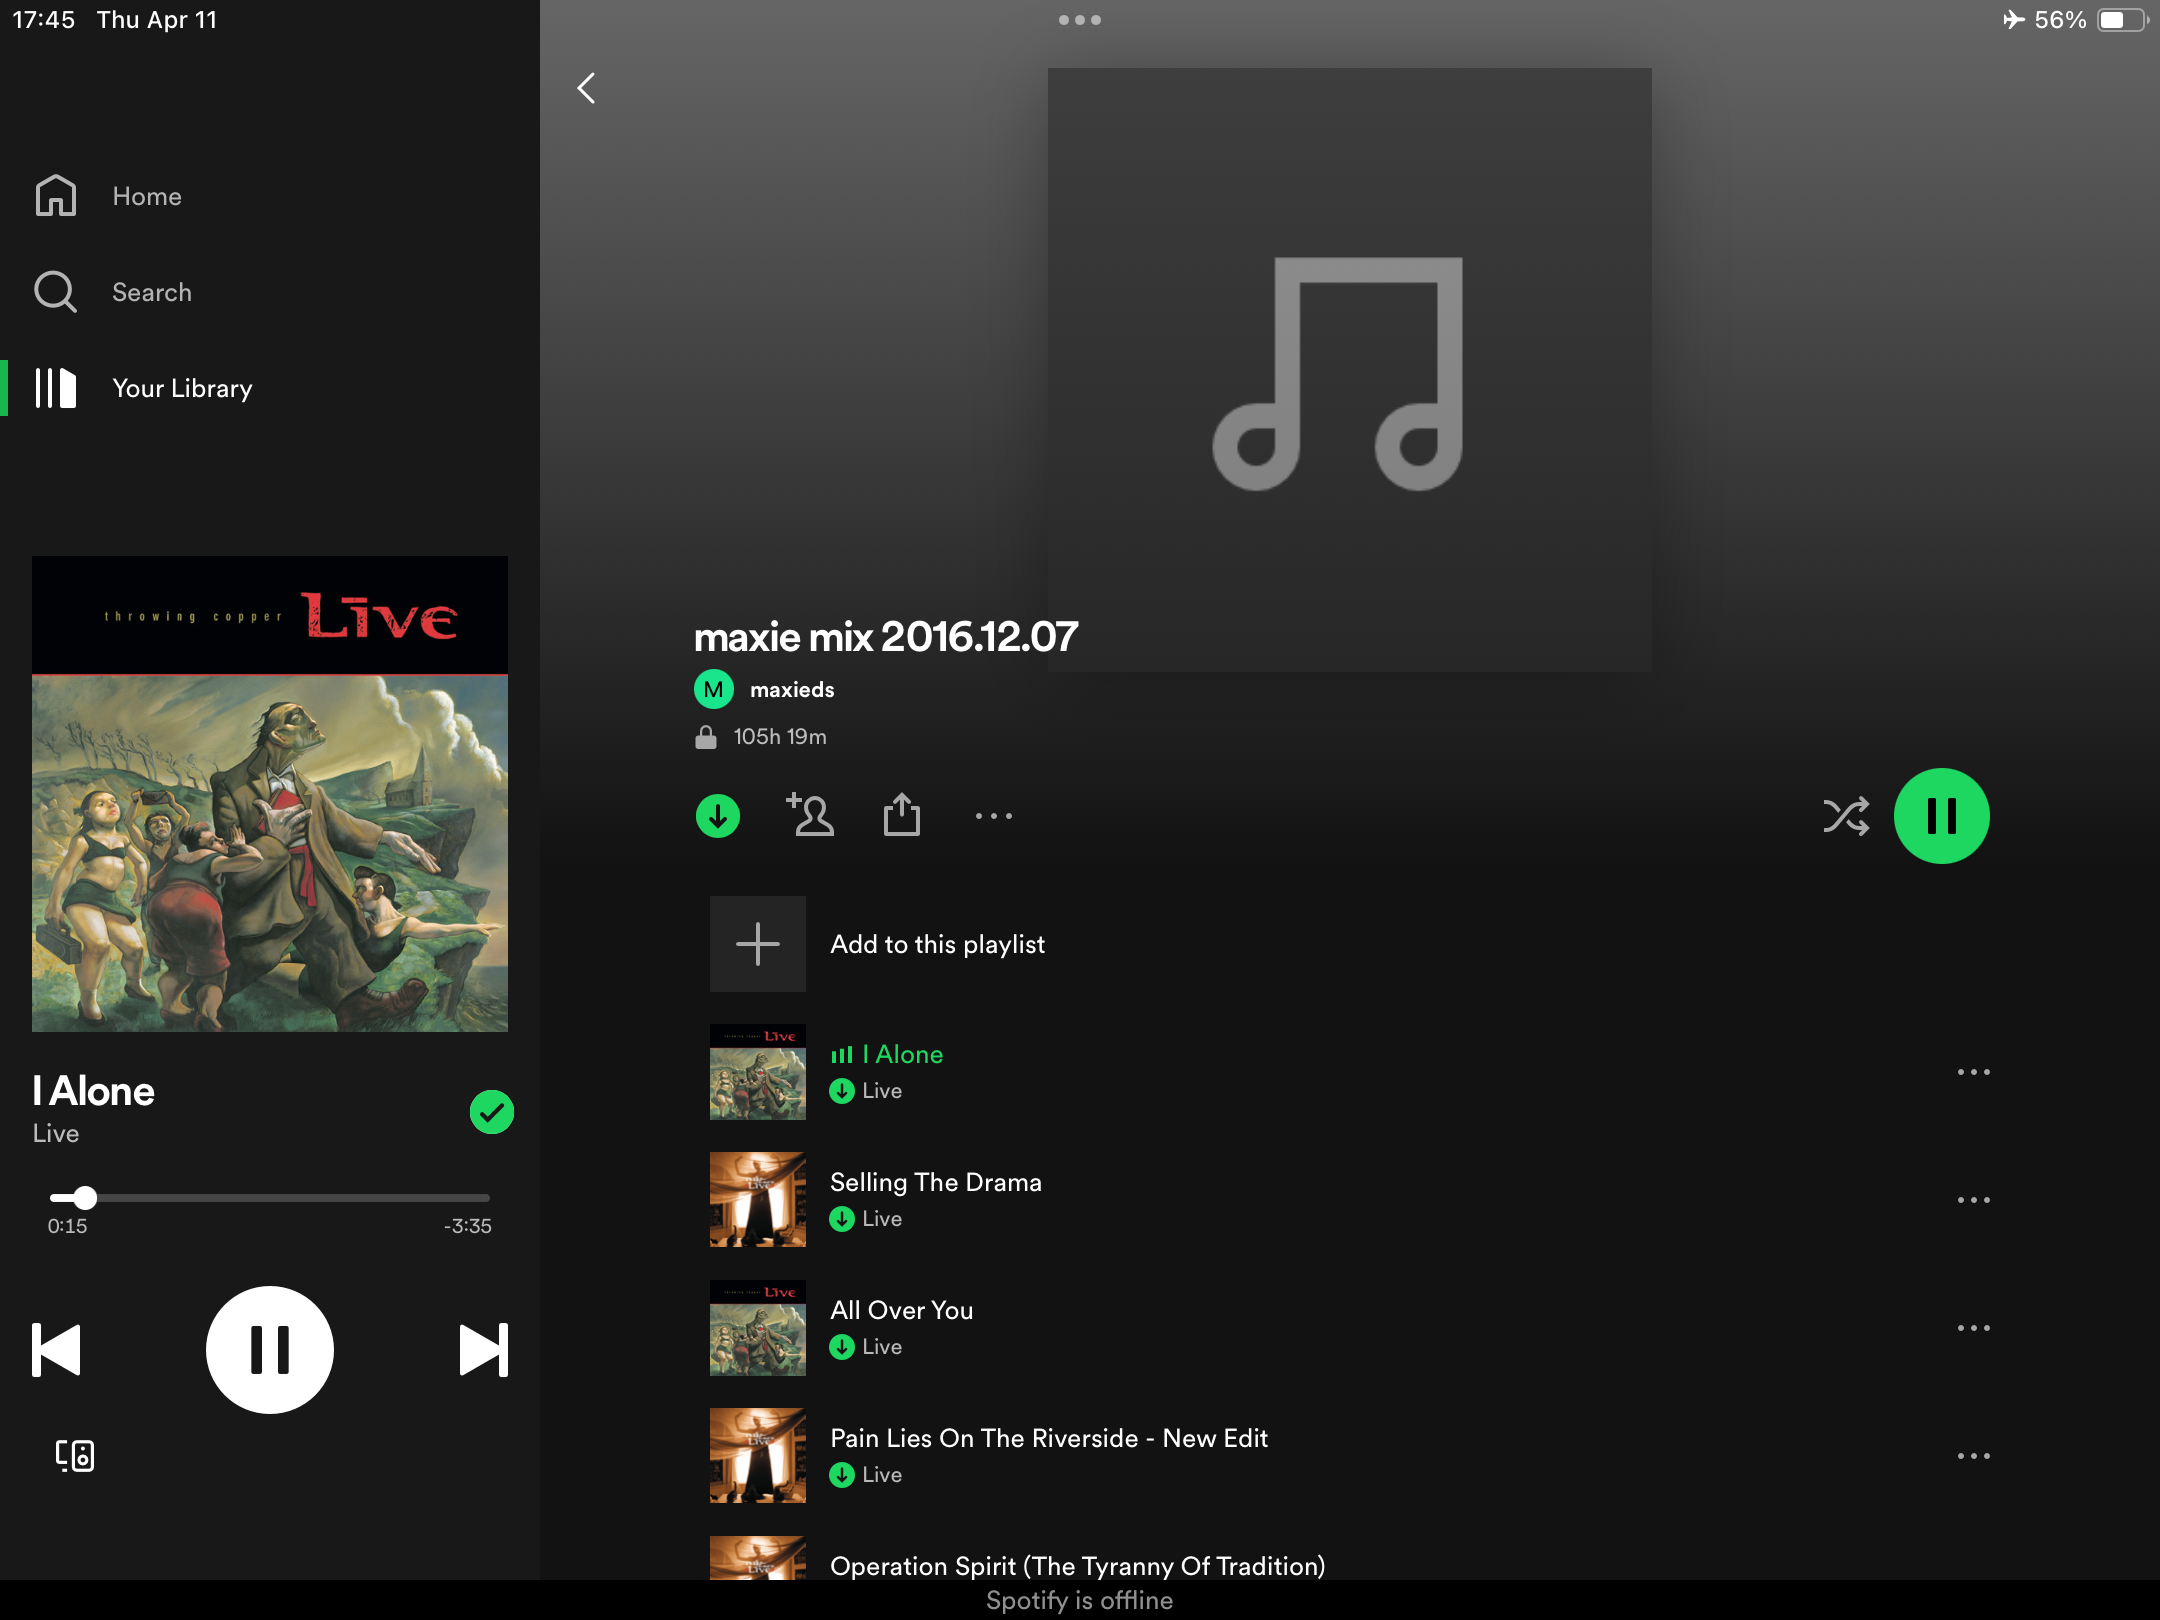 17:45 Thu Apr 11
56%
Home
Search
Your Library
throwing copper Līve
I Alone
Live
0:15
-3:35
maxie mix 2016.12.07
M maxieds
105h 19m
Add to this playlist
I Alone
Live
Selling The Drama
Live
All Over You
Live
Pain Lies On The Riverside - New Edit
Live
Operation Spirit (The Tyranny Of Tradition)
Spotify is offline